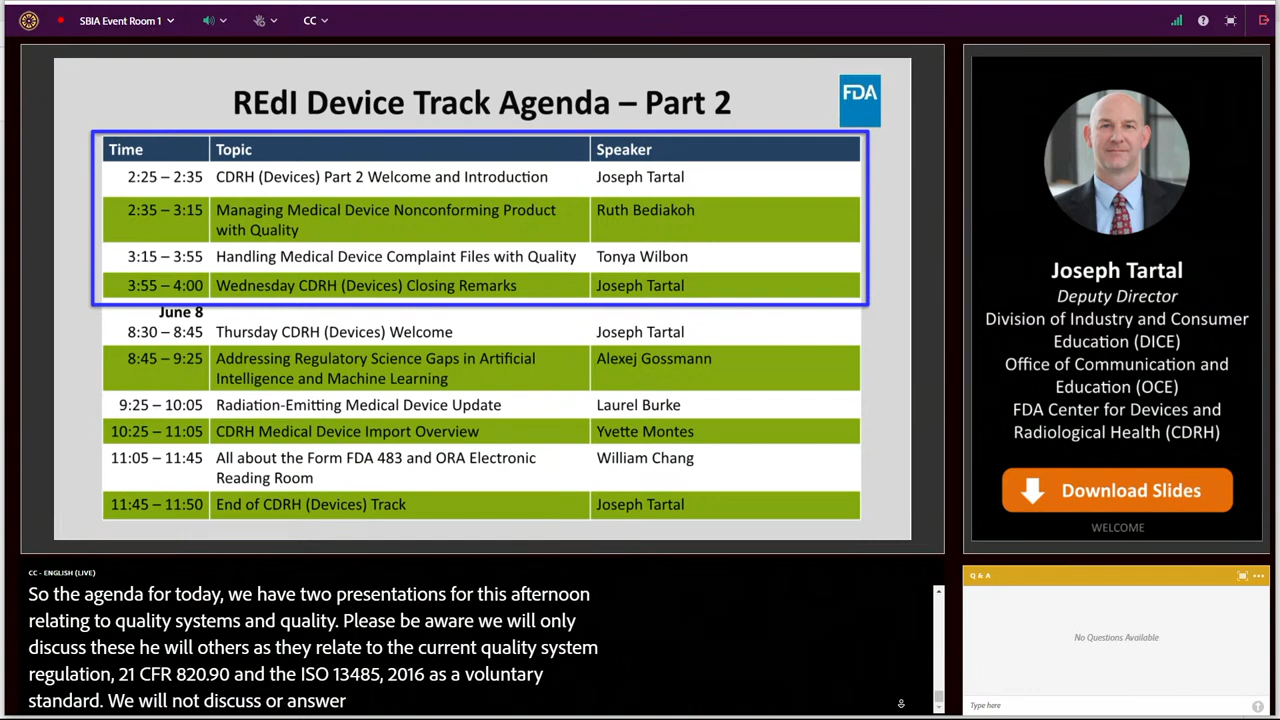 SBIA Event Room 1
CC
REdI Device Track Agenda – Part 2
FDA
Time Topic Speaker
2:25 – 2:35 CDRH (Devices) Part 2 Welcome and Introduction Joseph Tartal
2:35 – 3:15 Managing Medical Device Nonconforming Product Ruth Bediakoh
with Quality
3:15 – 3:55 Handling Medical Device Complaint Files with Quality Tonya Wilbon
3:55 – 4:00 Wednesday CDRH (Devices) Closing Remarks Joseph Tartal
June 8
8:30 – 8:45 Thursday CDRH (Devices) Welcome Joseph Tartal
8:45 – 9:25 Addressing Regulatory Science Gaps in Artificial Alexej Gossmann
Intelligence and Machine Learning
9:25 – 10:05 Radiation-Emitting Medical Device Update Laurel Burke
10:25 – 11:05 CDRH Medical Device Import Overview Yvette Montes
11:05 – 11:45 All about the Form FDA 483 and ORA Electronic William Chang
Reading Room
11:45 – 11:50 End of CDRH (Devices) Track Joseph Tartal
Joseph Tartal
Deputy Director
Division of Industry and Consumer
Education (DICE)
Office of Communication and
Education (OCE)
FDA Center for Devices and
Radiological Health (CDRH)
Download Slides
WELCOME
CC - ENGLISH (LIVE)
So the agenda for today, we have two presentations for this afternoon
relating to quality systems and quality. Please be aware we will only
discuss these he will others as they relate to the current quality system
regulation, 21 CFR 820.90 and the ISO 13485, 2016 as a voluntary
standard. We will not discuss or answer
Q & A
No Questions Available
Type here